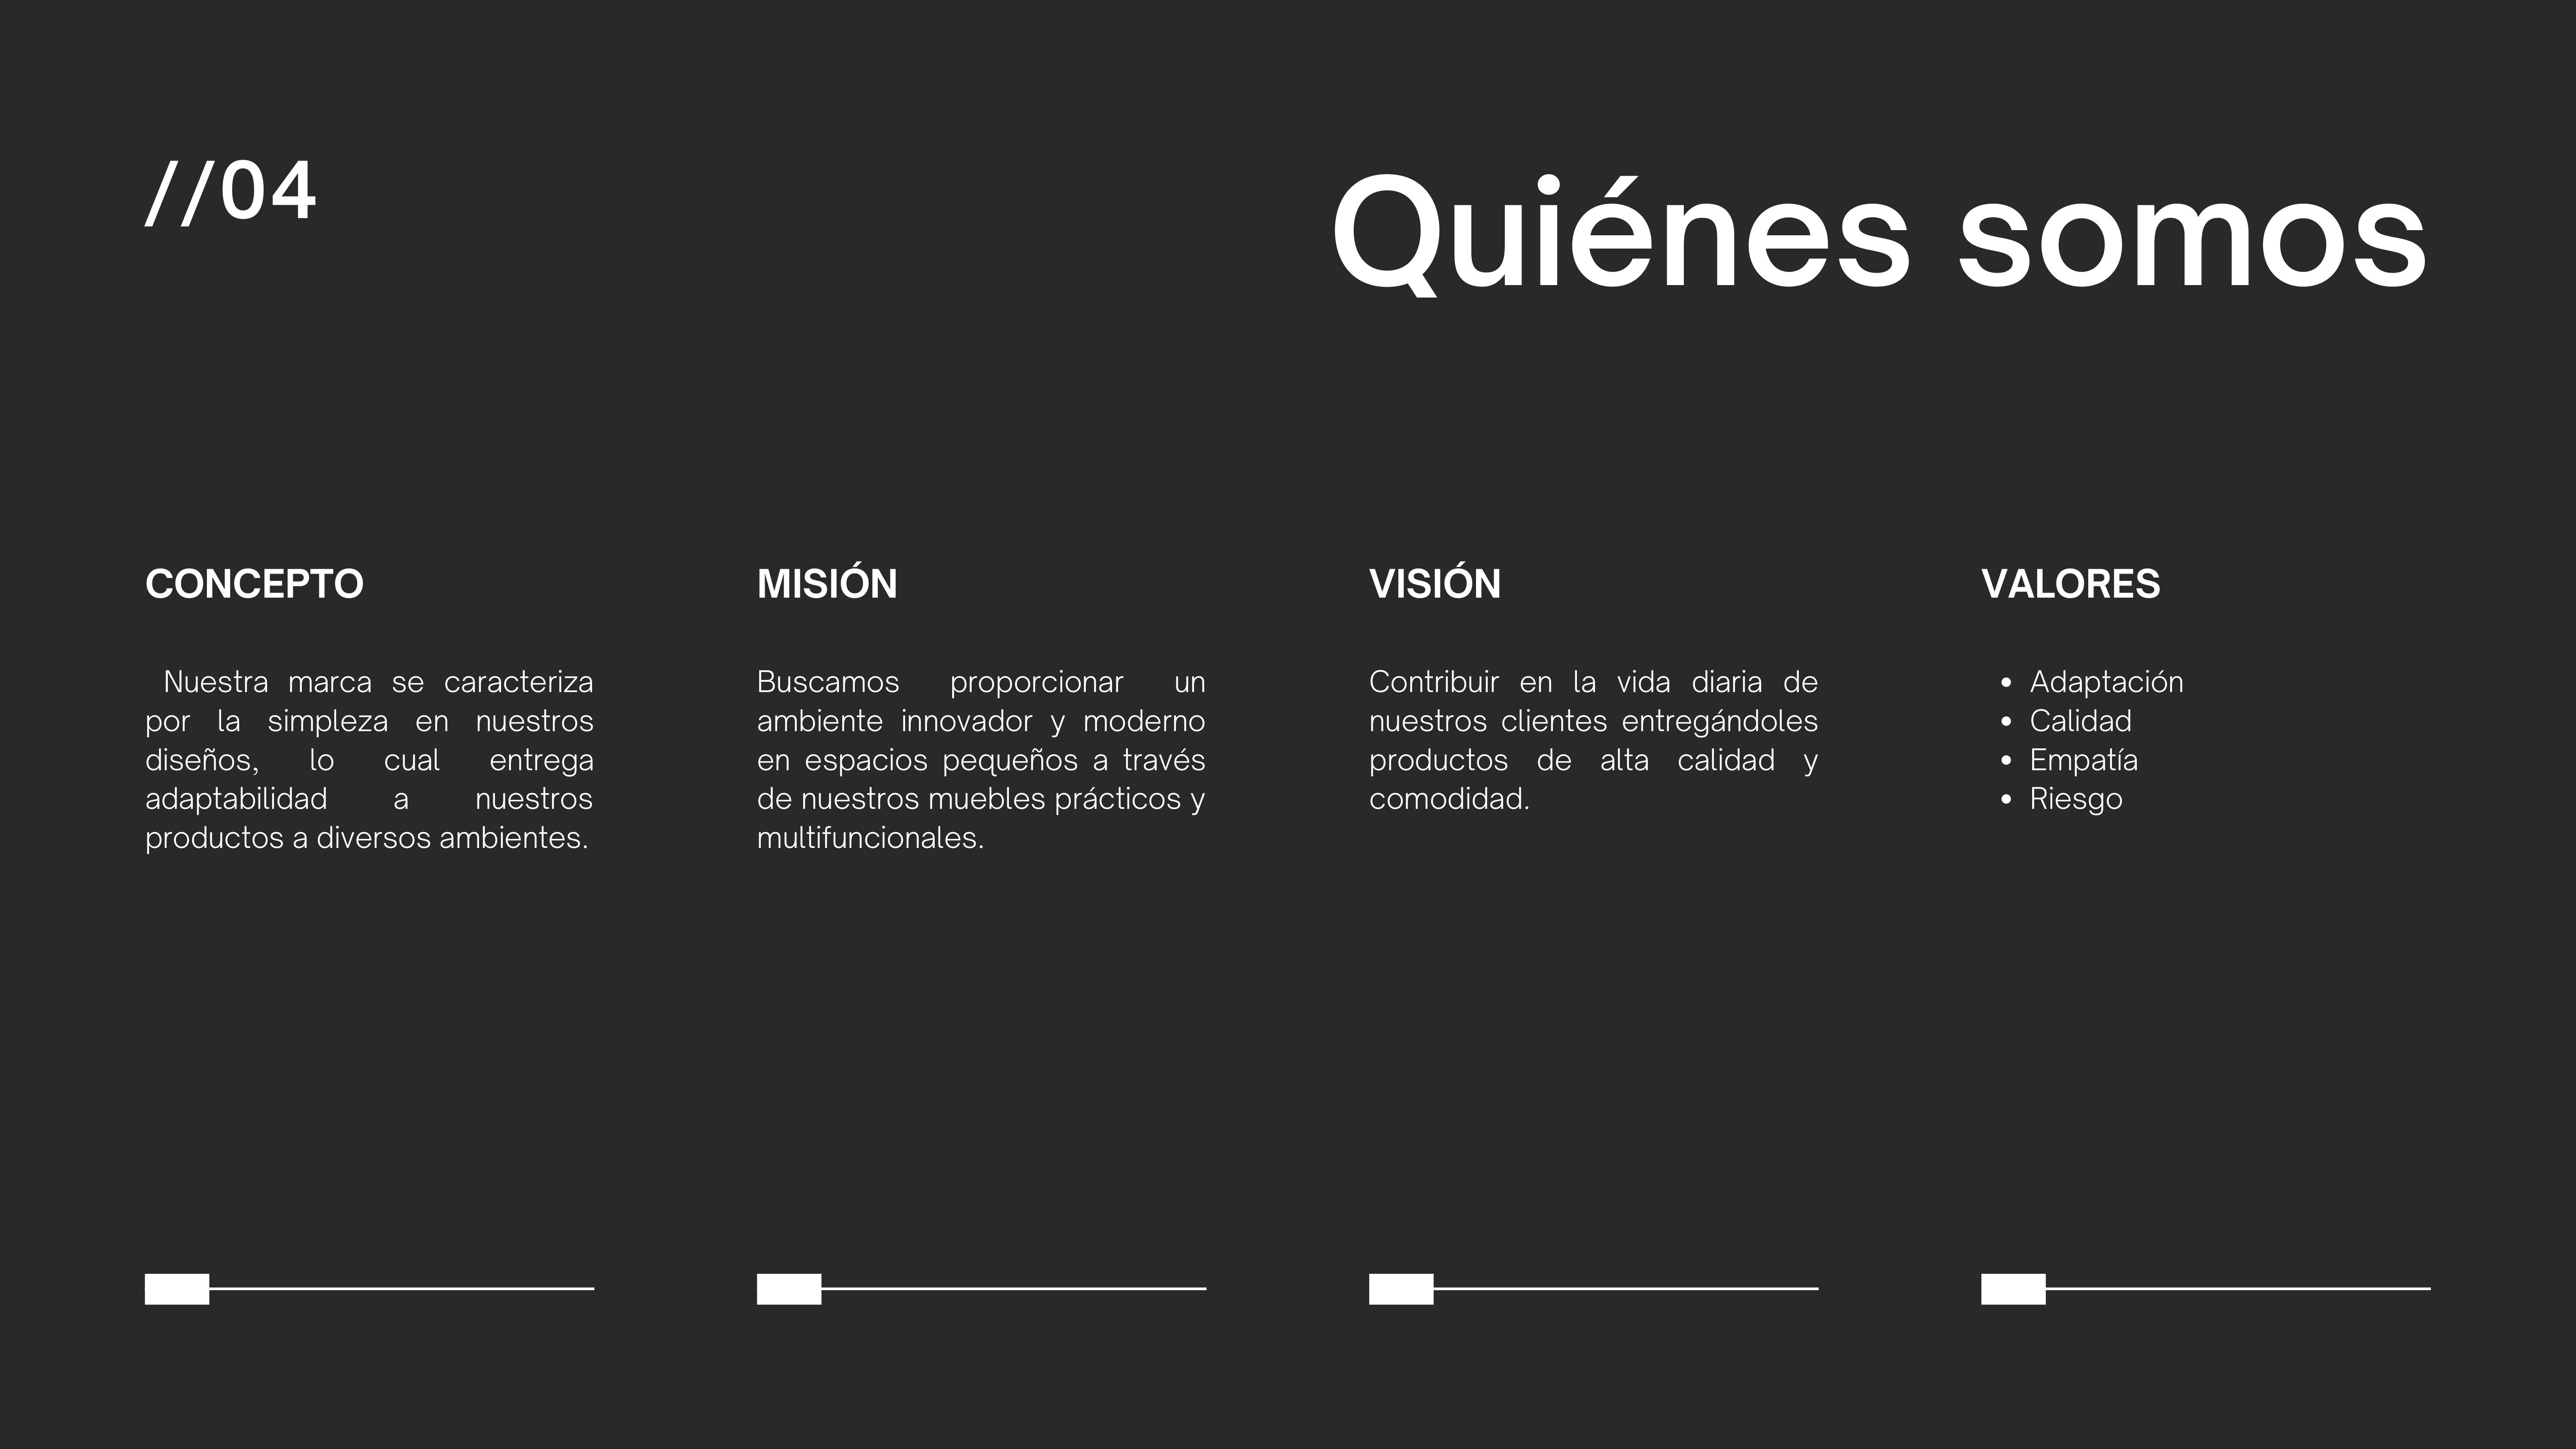 //04
Quiénes somos
CONCEPTO
Nuestra marca se caracteriza
por la simpleza en nuestros
diseños, lo cual entrega
adaptabilidad a nuestros
productos a diversos ambientes.
MISIÓN
Buscamos proporcionar un
ambiente innovador y moderno
en espacios pequeños a través
de nuestros muebles prácticos y
multifuncionales.
VISIÓN
Contribuir en la vida diaria de
nuestros clientes entregándoles
productos de alta calidad y
comodidad.
VALORES
• Adaptación
• Calidad
• Empatía
• Riesgo